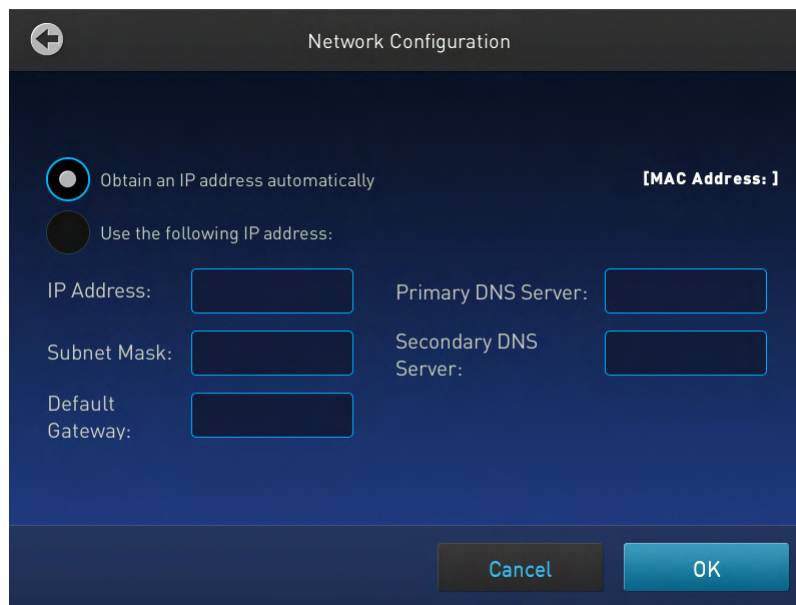 Network Configuration
Obtain an IP address automatically
[MAC Address: ]
Use the following IP address:
IP Address:
Primary DNS Server:
Subnet Mask:
Secondary DNS
Server:
Default
Gateway:
Cancel
OK